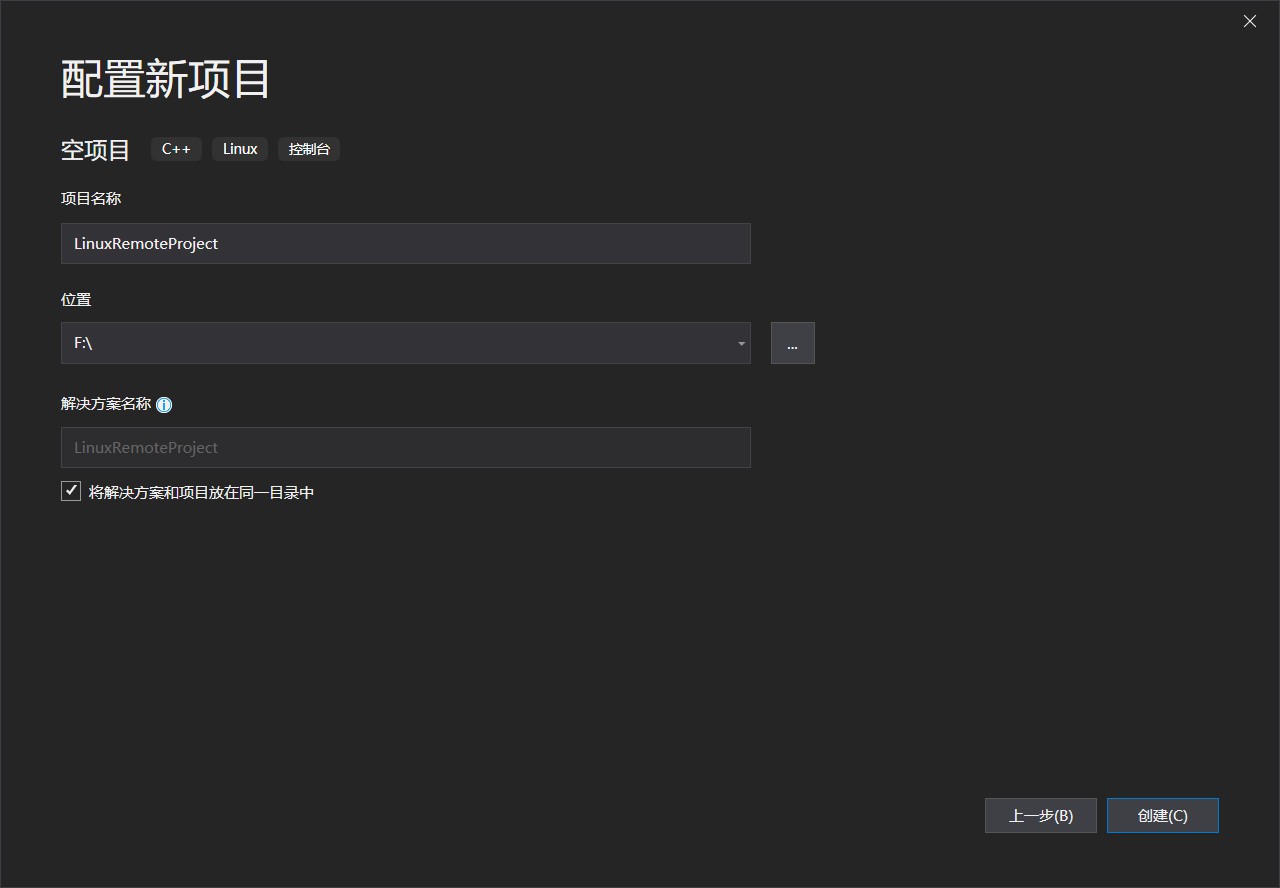 配置新项目
空项目 C++ Linux 控制台
项目名称
LinuxRemoteProject
位置
F:\
...
解决方案名称
LinuxRemoteProject
将解决方案和项目放在同一目录中
上一步(B) 创建(C)